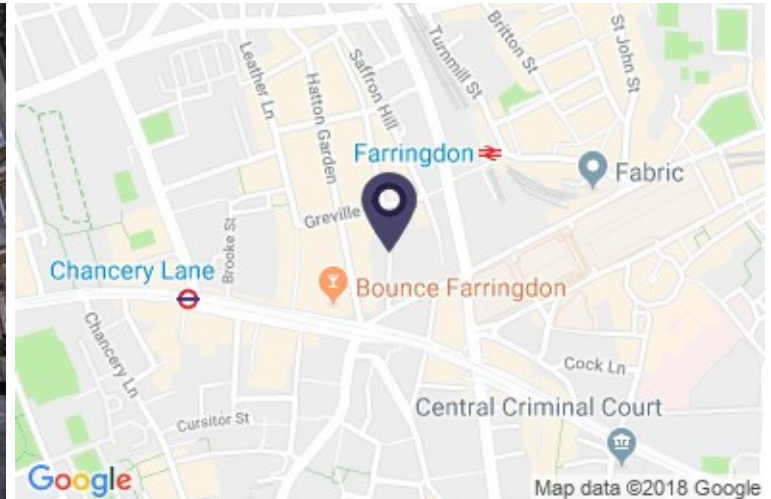 Leather Ln
Hatton Garden
Saffron Hill
Turnmill St
Britton St
St John St
Farringdon
Fabric
Greville
Brooke St
Chancery Lane
Bounce Farringdon
Chancery Ln
Cock Ln
Cursitor St
Central Criminal Court
Google
Map data ©2018 Google